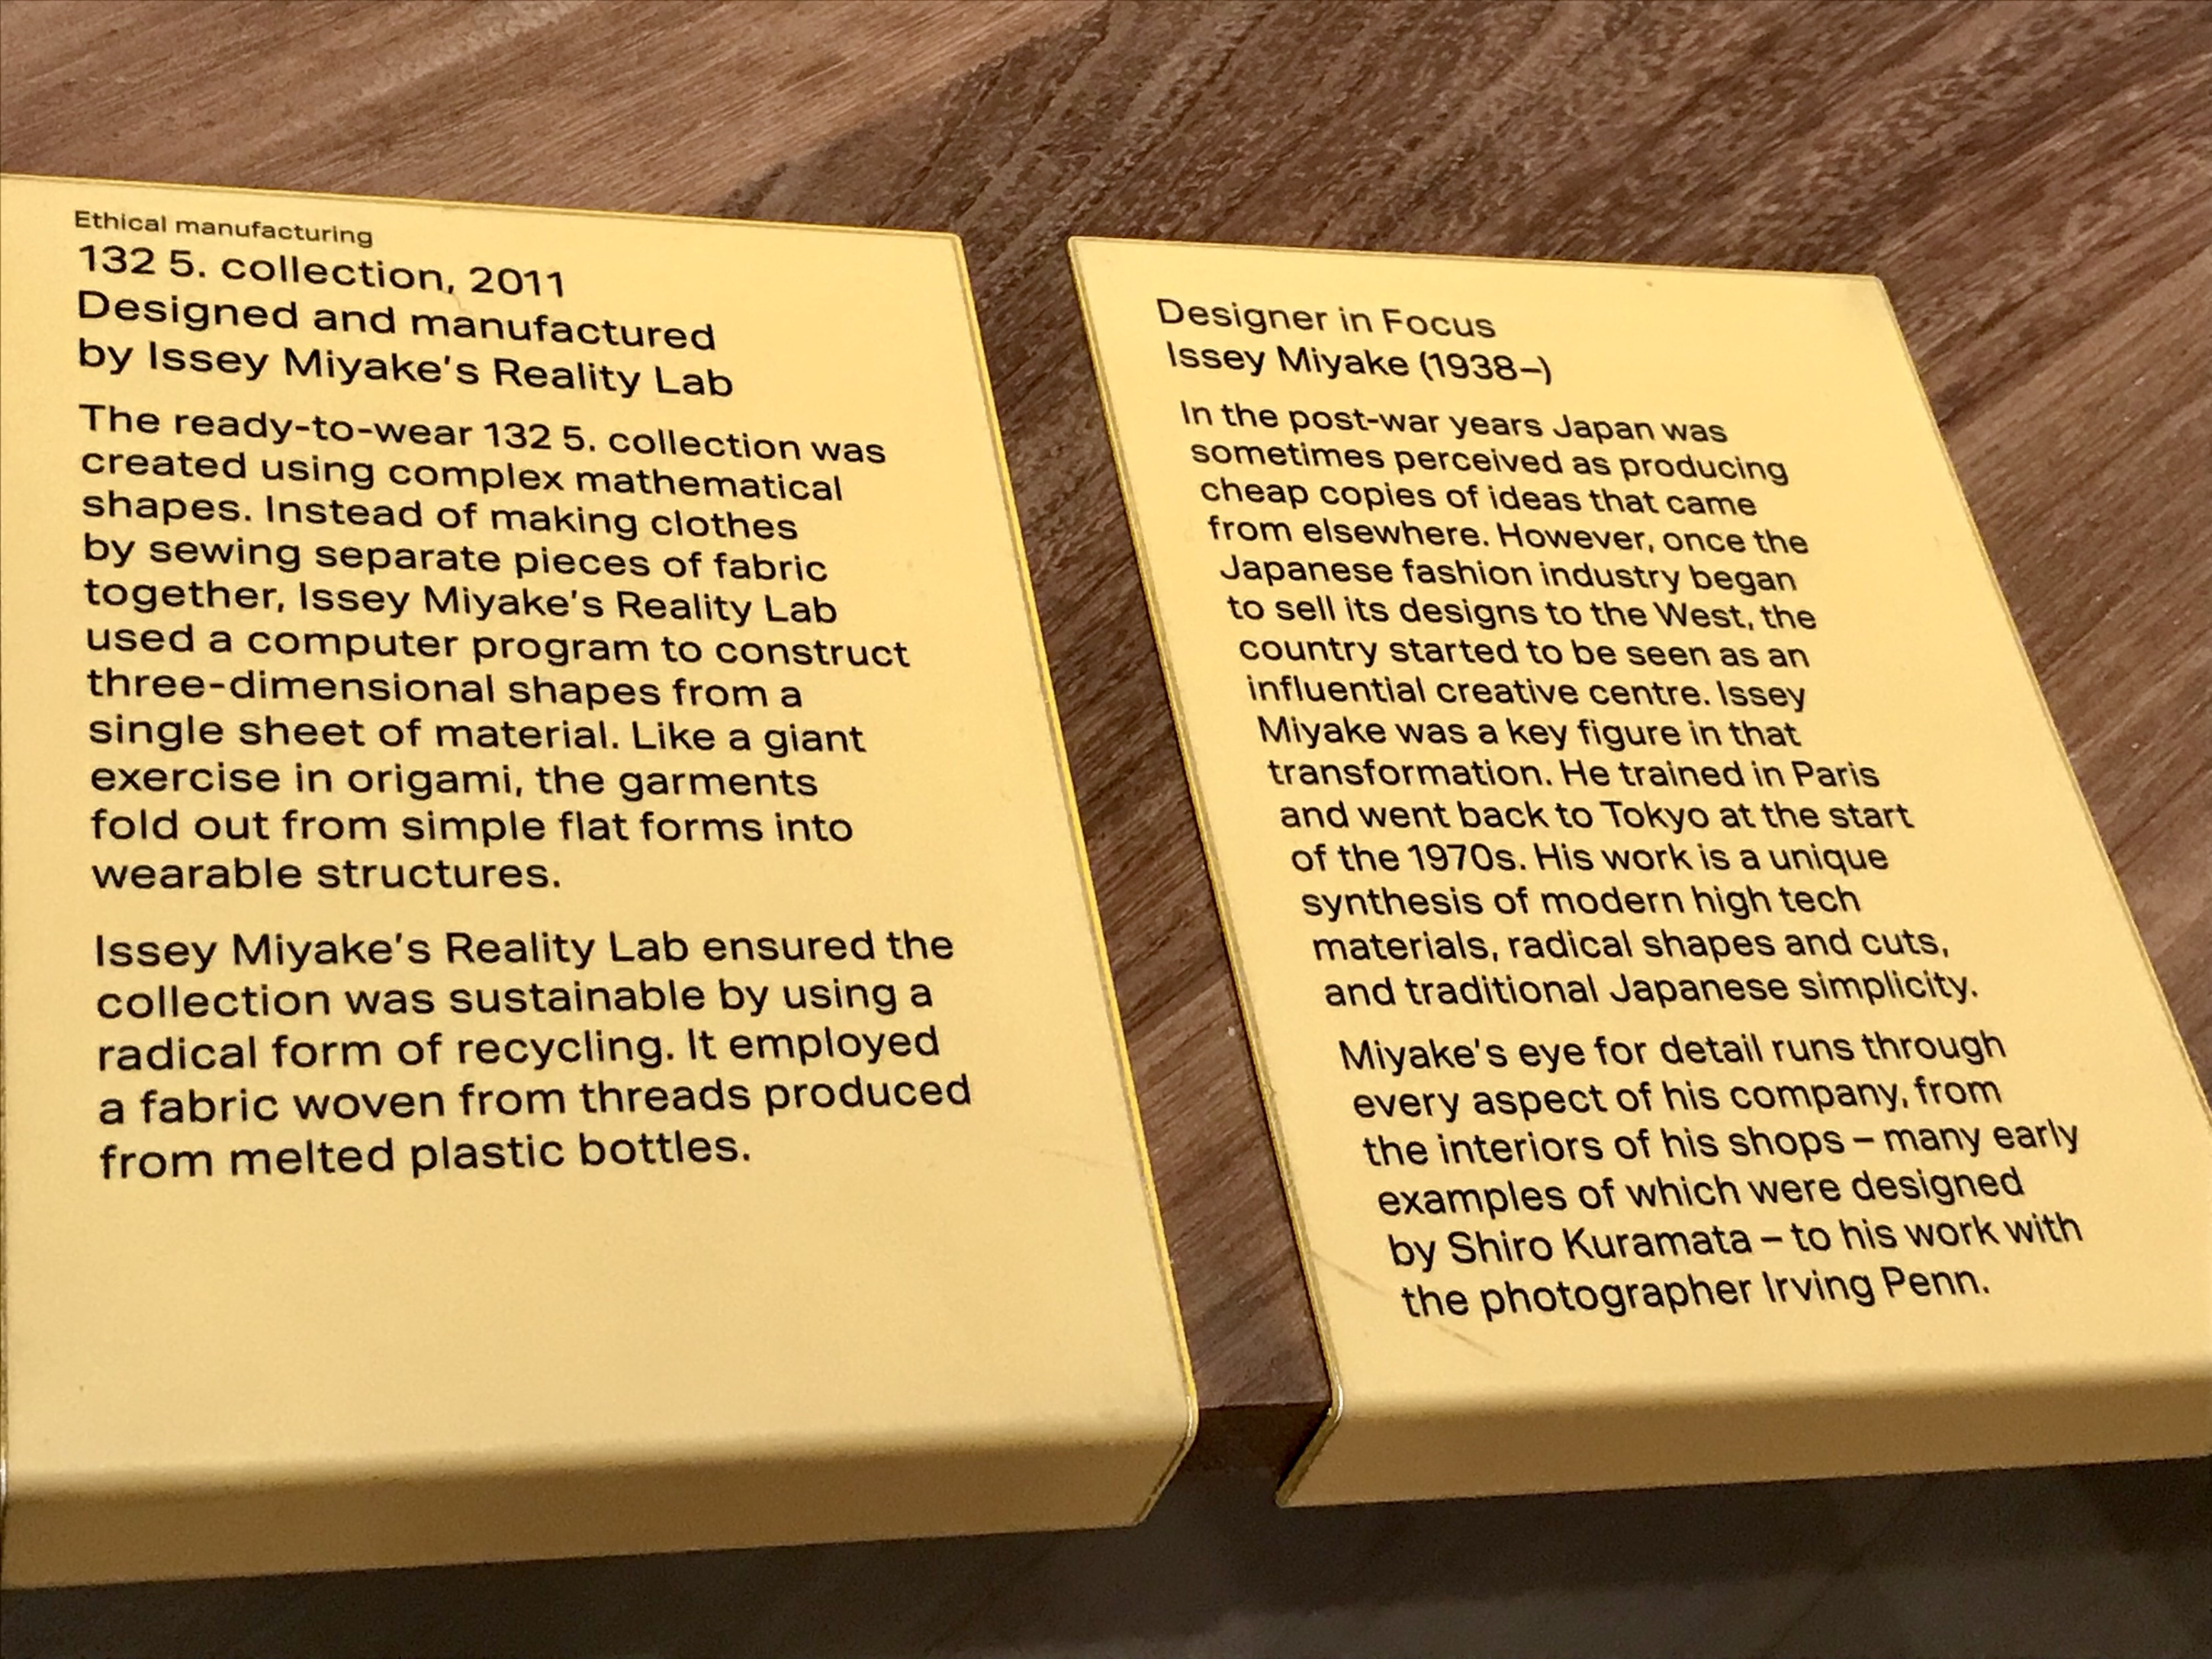 Ethical manufacturing
132 5. collection, 2011
Designed and manufactured
by Issey Miyake's Reality Lab
The ready-to-wear 132 5. collection was
created using complex mathematical
shapes. Instead of making clothes
by sewing separate pieces of fabric
together, Issey Miyake's Reality Lab
used a computer program to construct
three-dimensional shapes from a
single sheet of material. Like a giant
exercise in origami, the garments
fold out from simple flat forms into
wearable structures.
Issey Miyake's Reality Lab ensured the
collection was sustainable by using a
radical form of recycling. It employed
a fabric woven from threads produced
from melted plastic bottles.
Designer in Focus
Issey Miyake (1938–)
In the post-war years Japan was
sometimes perceived as producing
cheap copies of ideas that came
from elsewhere. However, once the
Japanese fashion industry began
to sell its designs to the West, the
country started to be seen as an
influential creative centre. Issey
Miyake was a key figure in that
transformation. He trained in Paris
and went back to Tokyo at the start
of the 1970s. His work is a unique
synthesis of modern high tech
materials, radical shapes and cuts,
and traditional Japanese simplicity.
Miyake's eye for detail runs through
every aspect of his company, from
the interiors of his shops – many early
examples of which were designed
by Shiro Kuramata – to his work with
the photographer Irving Penn.